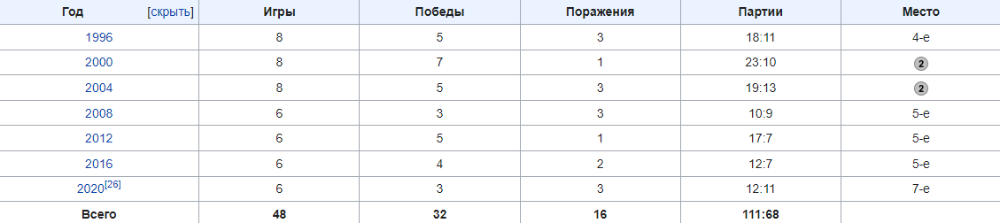 Год [скрыть] Игры Победы Поражения Партии Место
1996 8 5 3 18:11 4-е
2000 8 7 1 23:10 2
2004 8 5 3 19:13 2
2008 6 3 3 10:9 5-е
2012 6 5 1 17:7 5-е
2016 6 4 2 12:7 5-е
2020[26] 6 3 3 12:11 7-е
Всего 48 32 16 111:68